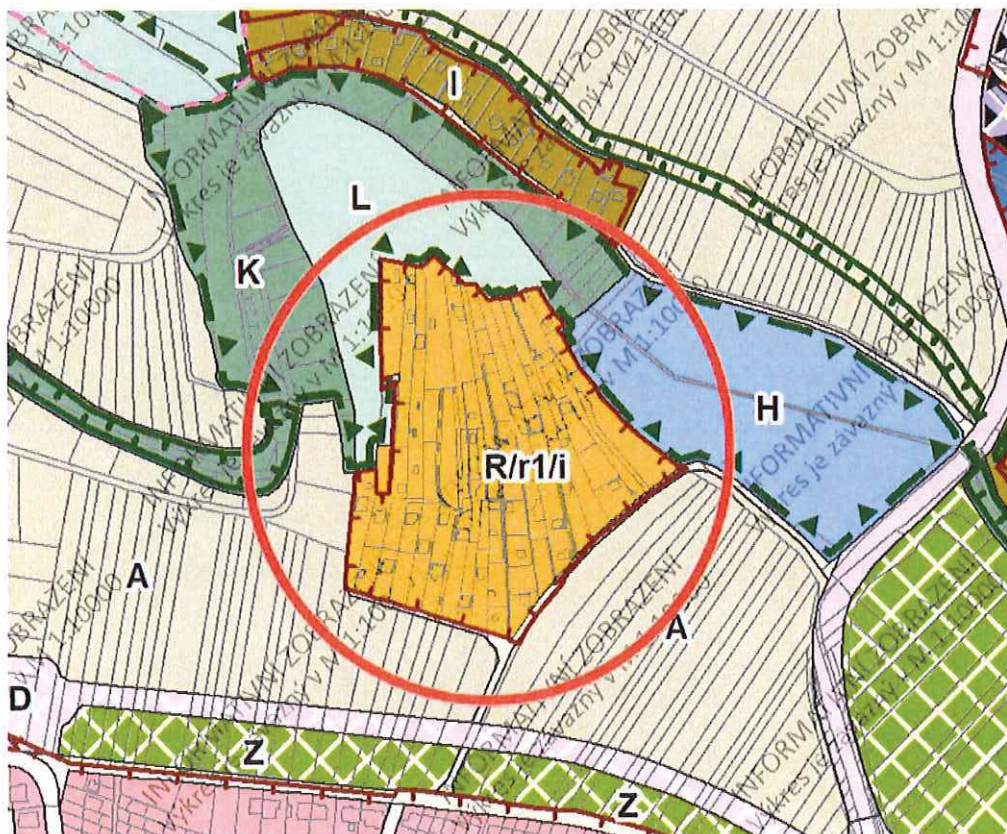 I
L
K
H
R/r1/i
A
A
D
Z
Z
INFORMATIVNÍ ZOBRAZENÍ
Výkres je závazný v M 1:10000